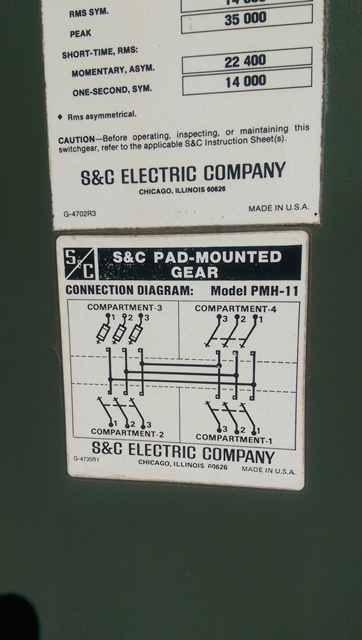 RMS SYM.
PEAK 35 000
SHORT-TIME, RMS:
MOMENTARY, ASYM. 22 400
ONE-SECOND, SYM. 14 000
♦ Rms asymmetrical.
CAUTION—Before operating, inspecting, or maintaining this
switchgear, refer to the applicable S&C Instruction Sheet(s).
S&C ELECTRIC COMPANY
CHICAGO, ILLINOIS 60626
G-4702R3 MADE IN U.S.A.
S/C S&C PAD-MOUNTED
GEAR
CONNECTION DIAGRAM: Model PMH-11
COMPARTMENT-3 COMPARTMENT-4
1 2 3 3 2 1
1 2 3 3 2 1
COMPARTMENT-2 COMPARTMENT-1
S&C ELECTRIC COMPANY
G-4735R1 CHICAGO, ILLINOIS 60626 MADE IN U.S.A.